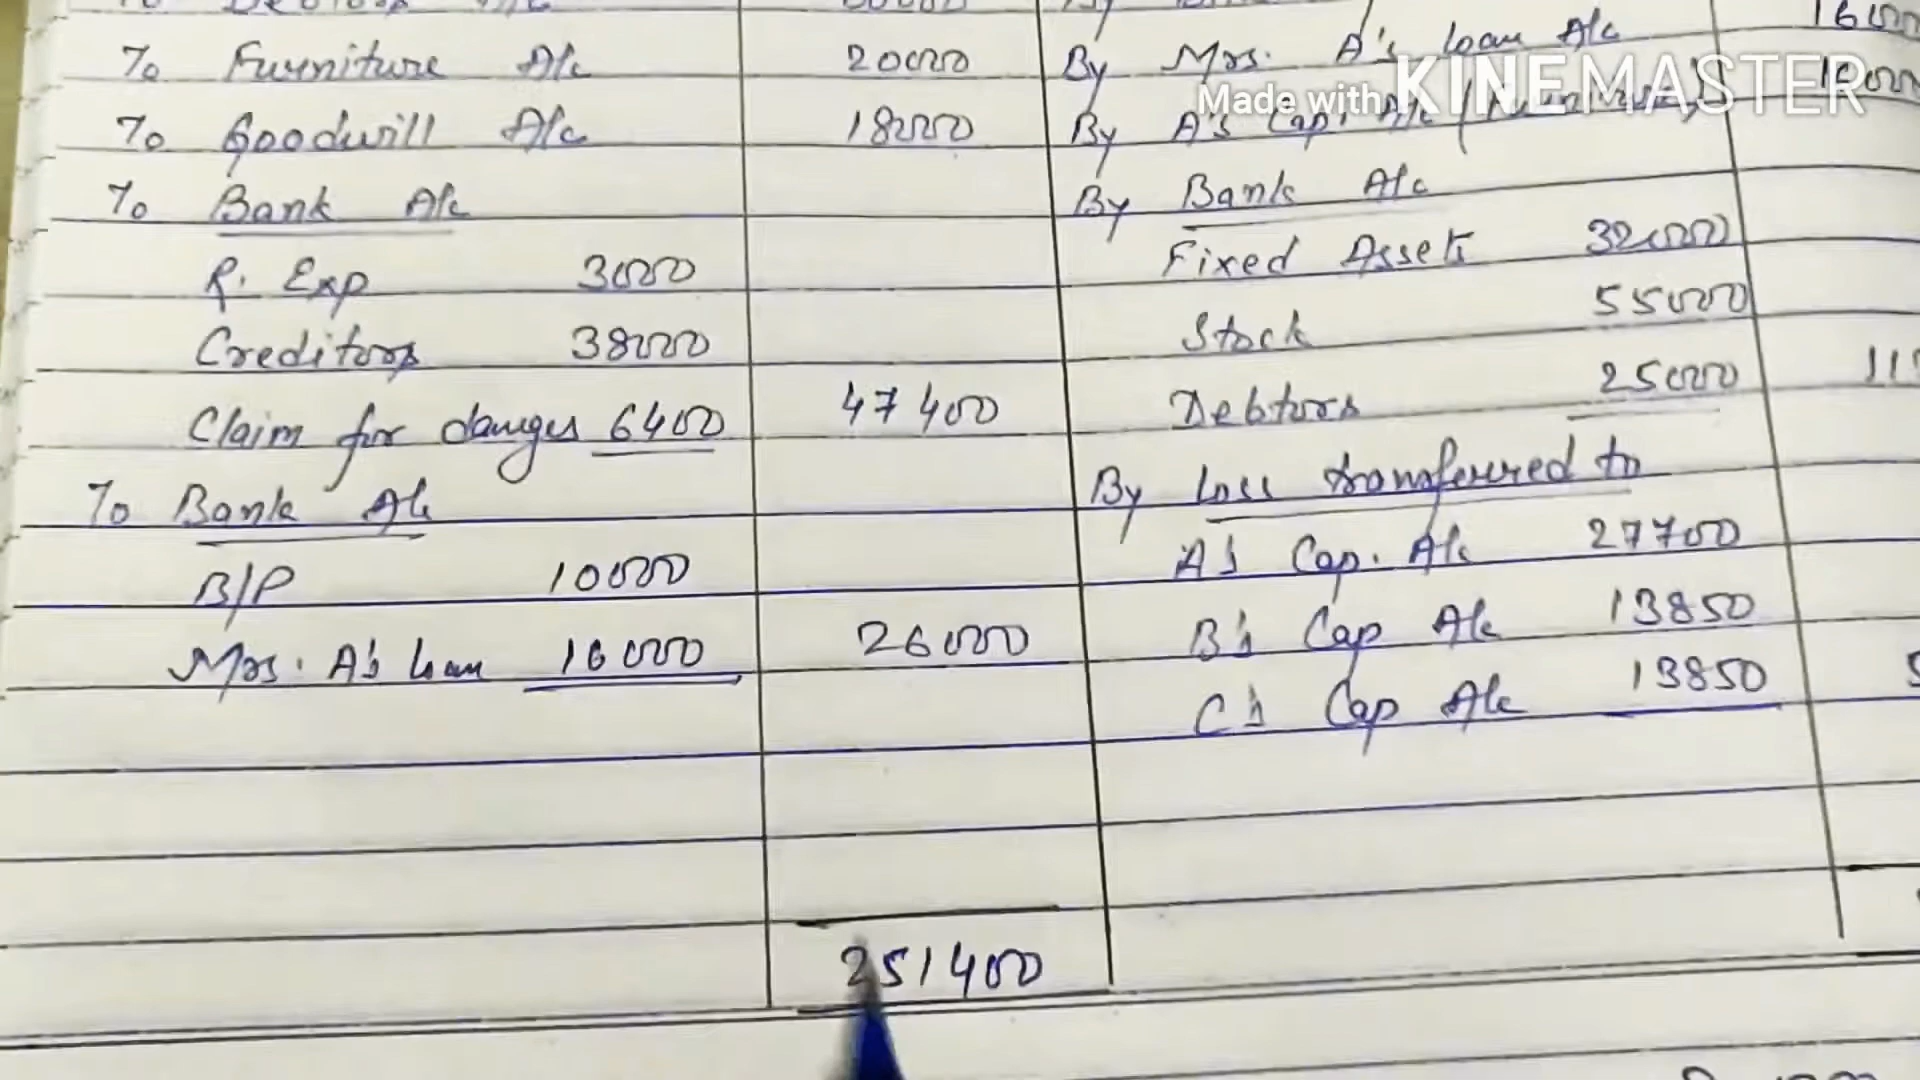 To Furniture A/c 20000
To Goodwill A/c 18000
To Bank A/c
R. Exp 3000
Creditors 38000
Claim for damges 6400 47400
To Bank A/c
B/P 10000
Mrs. A's loan 16000 26000
251400
By Mrs. A's loan A/c 16000
By A's Cap. A/c
By Bank A/c
Fixed Assets 32000
Stock 55000
Debtors 25000
By Loss transferred to
A's Cap. A/c 27700
B's Cap A/c 13850
C's Cap A/c 13850
Made with KINEMASTER